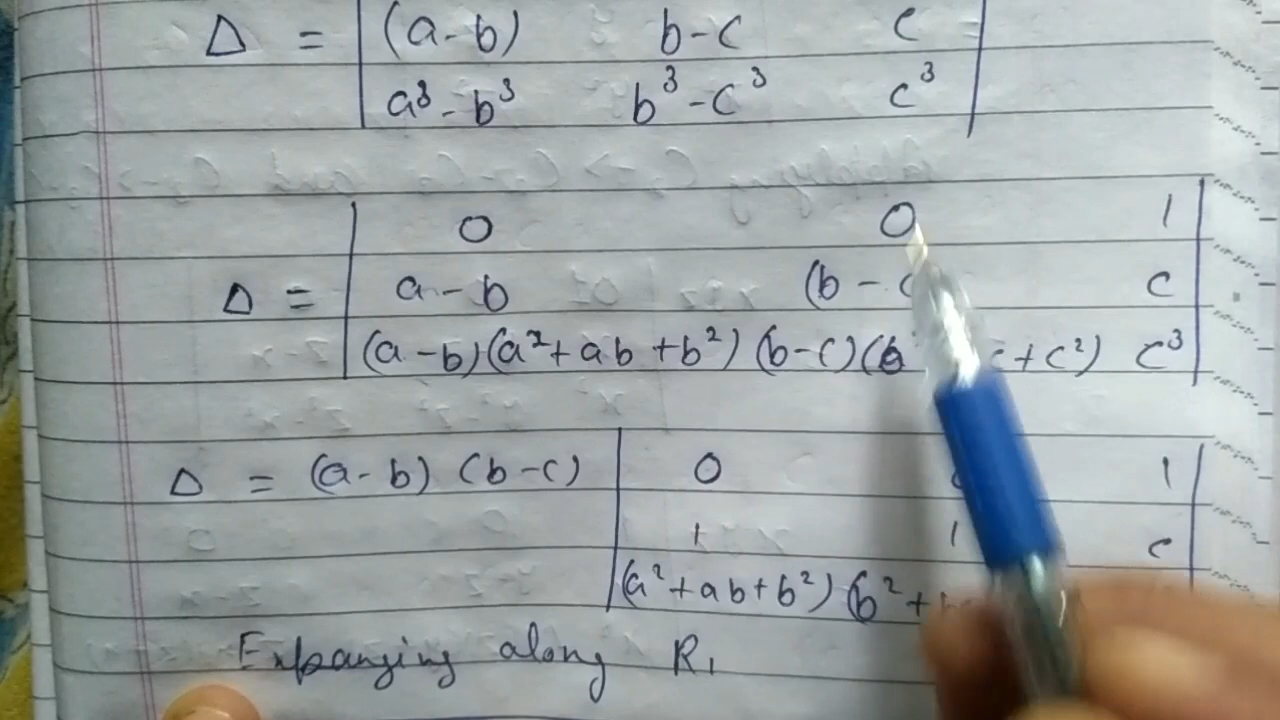 Δ = | (a-b) b-c c |
| a³-b³ b³-c³ c³ |
| 0 0 1 |
Δ = | a-b (b- c |
| (a-b)(a²+ab+b²) (b-c)(b +c²) c³ |
Δ = (a-b) (b-c) | 0 1 |
| 1 1 c |
| (a²+ab+b²) (b²+
Expanging along R₁